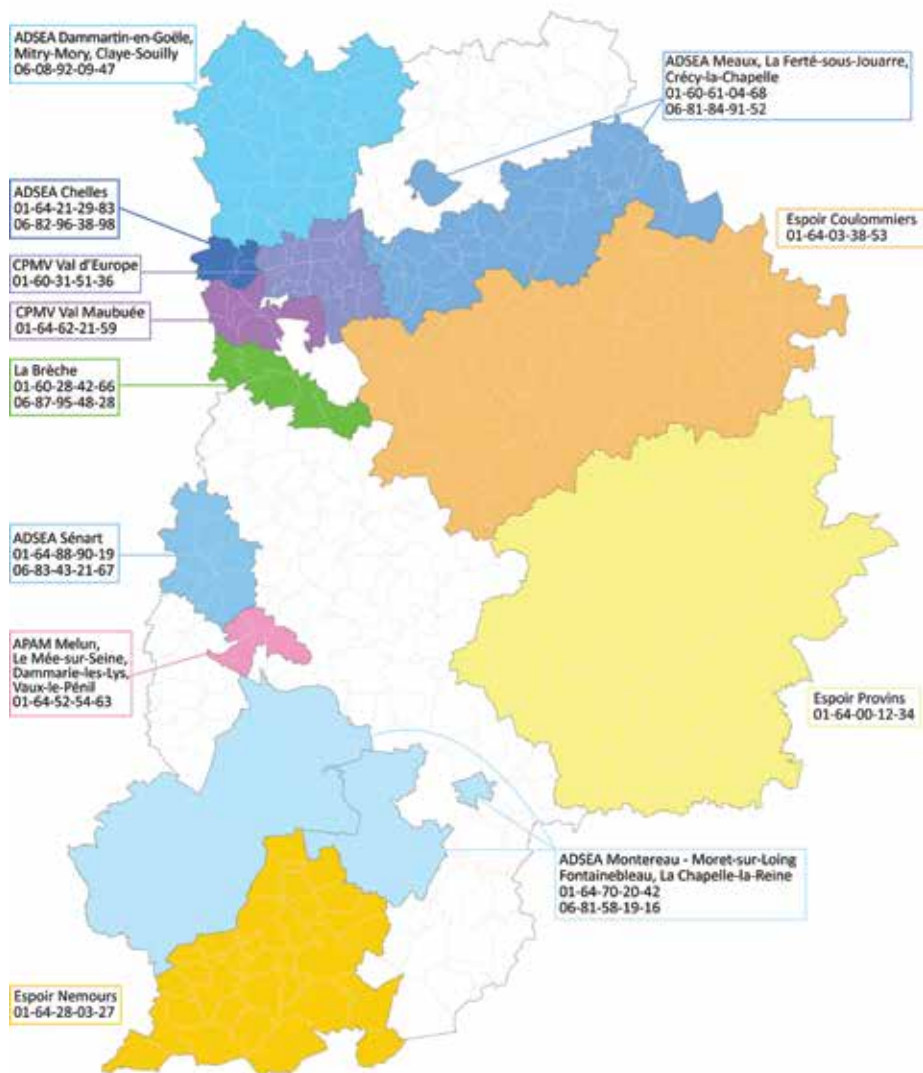 ADSEA Dammartin-en-Goële,
Mitry-Mory, Claye-Souilly
06-08-92-09-47
ADSEA Meaux, La Ferté-sous-Jouarre,
Crécy-la-Chapelle
01-60-61-04-68
06-81-84-91-52
ADSEA Chelles
01-64-21-29-83
06-82-96-38-98
Espoir Coulommiers
01-64-03-38-53
CPMV Val d'Europe
01-60-31-51-36
CPMV Val Maubuée
01-64-62-21-59
La Brèche
01-60-28-42-66
06-87-95-48-28
ADSEA Sénart
01-64-88-90-19
06-83-43-21-67
APAM Melun,
Le Mée-sur-Seine,
Dammarie-les-Lys,
Vaux-le-Pénil
01-64-52-54-63
Espoir Provins
01-64-00-12-34
ADSEA Montereau - Moret-sur-Loing
Fontainebleau, La Chapelle-la-Reine
01-64-70-20-42
06-81-58-19-16
Espoir Nemours
01-64-28-03-27